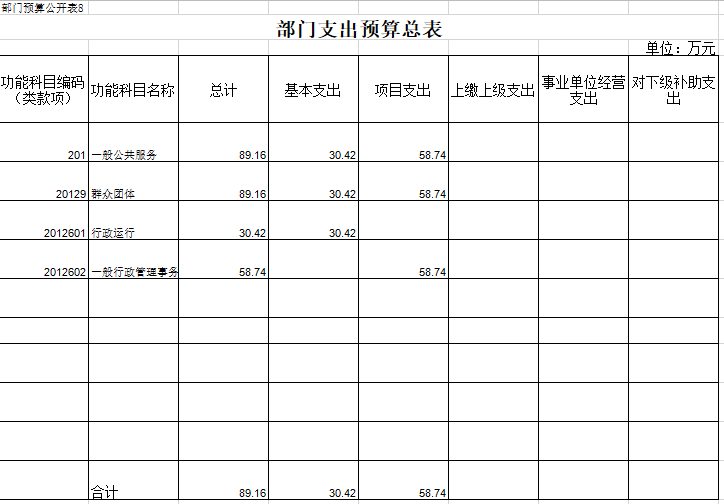 部门预算公开表8
部门支出预算总表
单位：万元
功能科目编码
（类款项）
功能科目名称
总计
基本支出
项目支出
上缴上级支出
事业单位经营
支出
对下级补助支
出
201 一般公共服务 89.16 30.42 58.74
20129 群众团体 89.16 30.42 58.74
2012601 行政运行 30.42 30.42
2012602 一般行政管理事务 58.74 58.74
合计 89.16 30.42 58.74